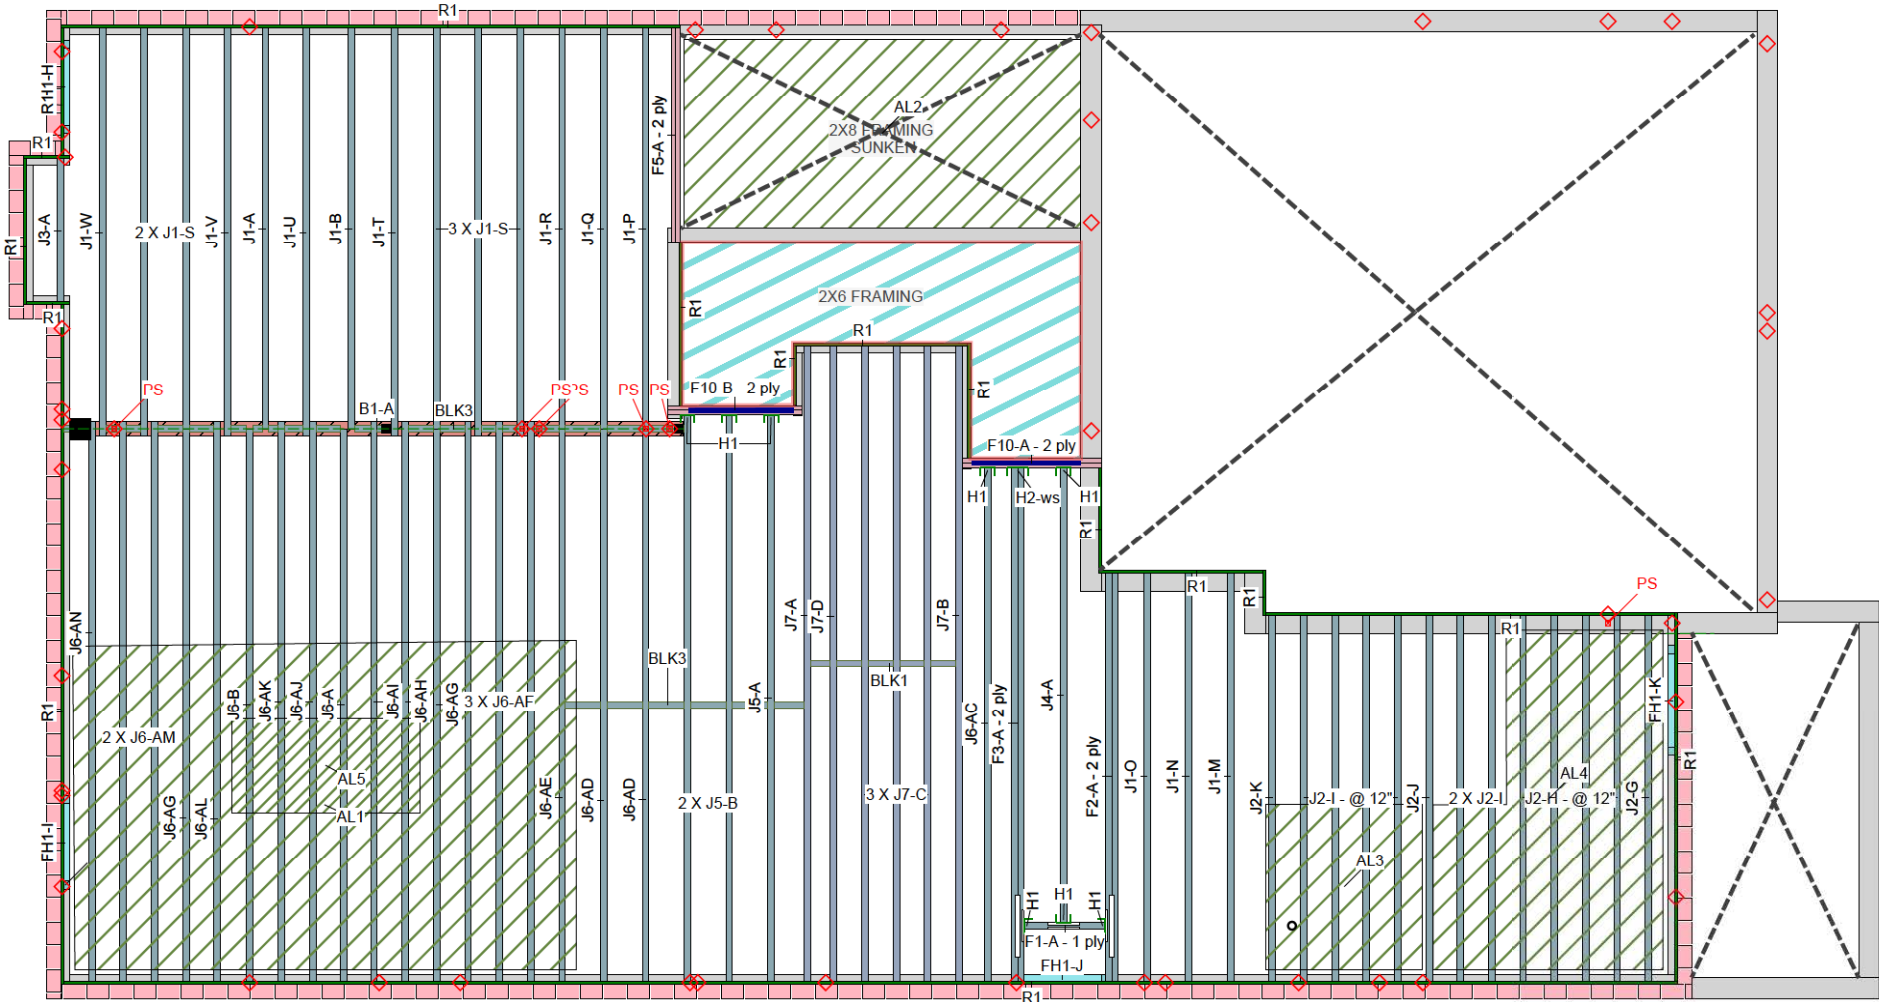 R1
R1H1-H
R1
R1
J3-A
R1
J1-W
2 X J1-S
J1-V
J1-A
J1-U
J1-B
J1-T
3 X J1-S
J1-R
J1-Q
J1-P
F5-A - 2 ply
AL2
2X8 FRAMING
SUNKEN
2X6 FRAMING
R1
R1
R1
R1
PS
B1-A
BLK3
PS
PS
PS
PS
F10-B - 2 ply
H1
F10-A - 2 ply
H1
H2-ws
H1
R1
R1
R1
R1
PS
J6-AN
R1
2 X J6-AM
J6-AG
J6-AL
FH1-I
J6-B
J6-AK
J6-AJ
J6-A
J6-AI
J6-AH
J6-AG
3 X J6-AF
AL5
AL1
J6-AE
J6-AD
J6-AD
BLK3
2 X J5-B
J5-A
J7-A
J7-D
BLK1
3 X J7-C
J7-B
J6-AC
F3-A - 2 ply
J4-A
F2-A - 2 ply
J1-O
J1-N
J1-M
J2-K
J2-I - @ 12"
J2-J
2 X J2-I
AL4
J2-H - @ 12"
J2-G
FH1-K
R1
AL3
H1
H1
H1
F1-A - 1 ply
FH1-J
R1